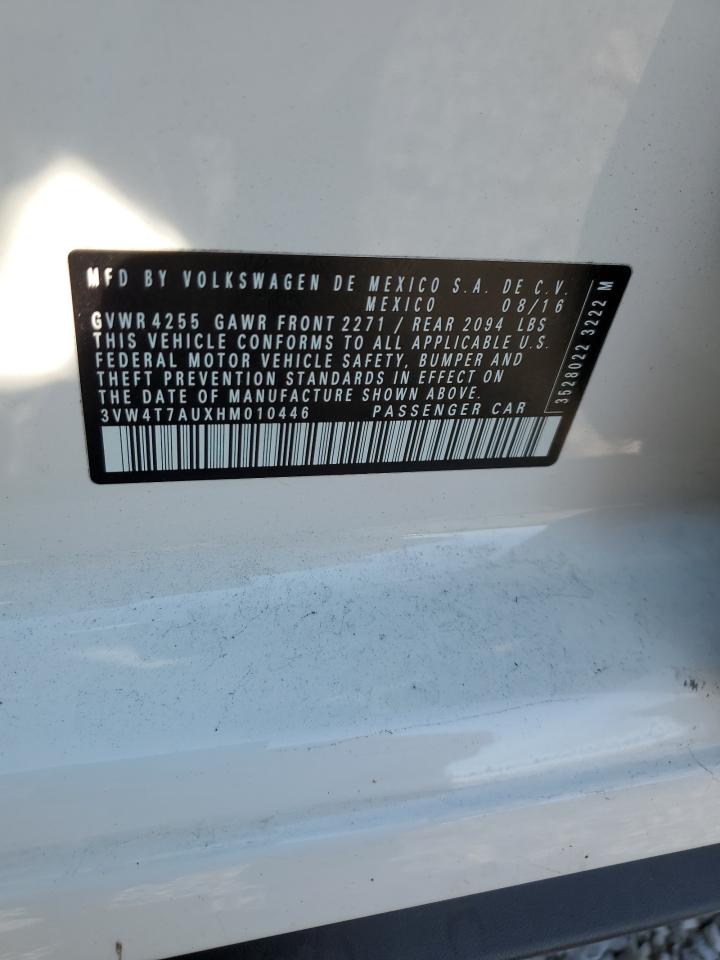 MFD BY VOLKSWAGEN DE MEXICO S.A. DE C.V.
MEXICO 08/16
GVWR 4255 GAWR FRONT 2271 / REAR 2094 LBS
THIS VEHICLE CONFORMS TO ALL APPLICABLE U.S.
FEDERAL MOTOR VEHICLE SAFETY, BUMPER AND
THEFT PREVENTION STANDARDS IN EFFECT ON
THE DATE OF MANUFACTURE SHOWN ABOVE.
3VW4T7AUXHM010446 PASSENGER CAR
3528022 3222 M